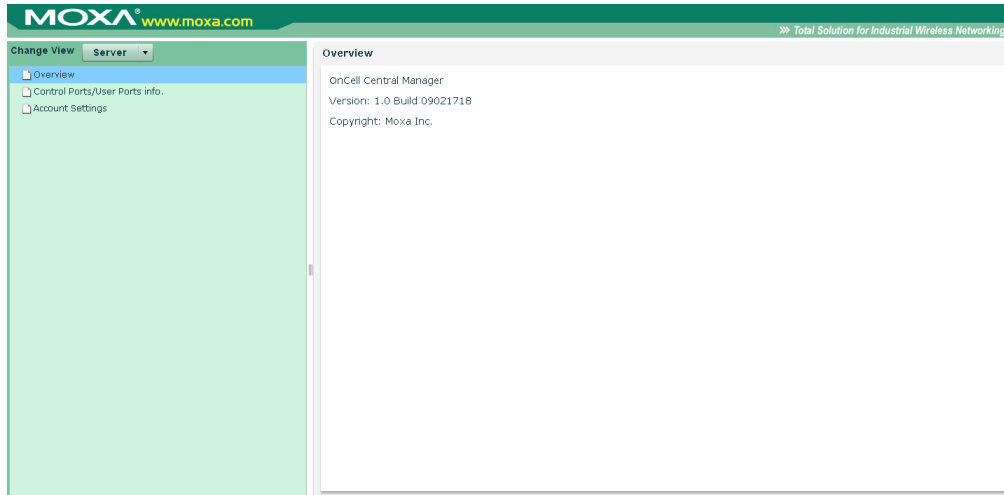 MOXA® www.moxa.com
Total Solution for Industrial Wireless Networking
Change View Server
Overview
Control Ports/User Ports info.
Account Settings
Overview
OnCell Central Manager
Version: 1.0 Build 09021718
Copyright: Moxa Inc.